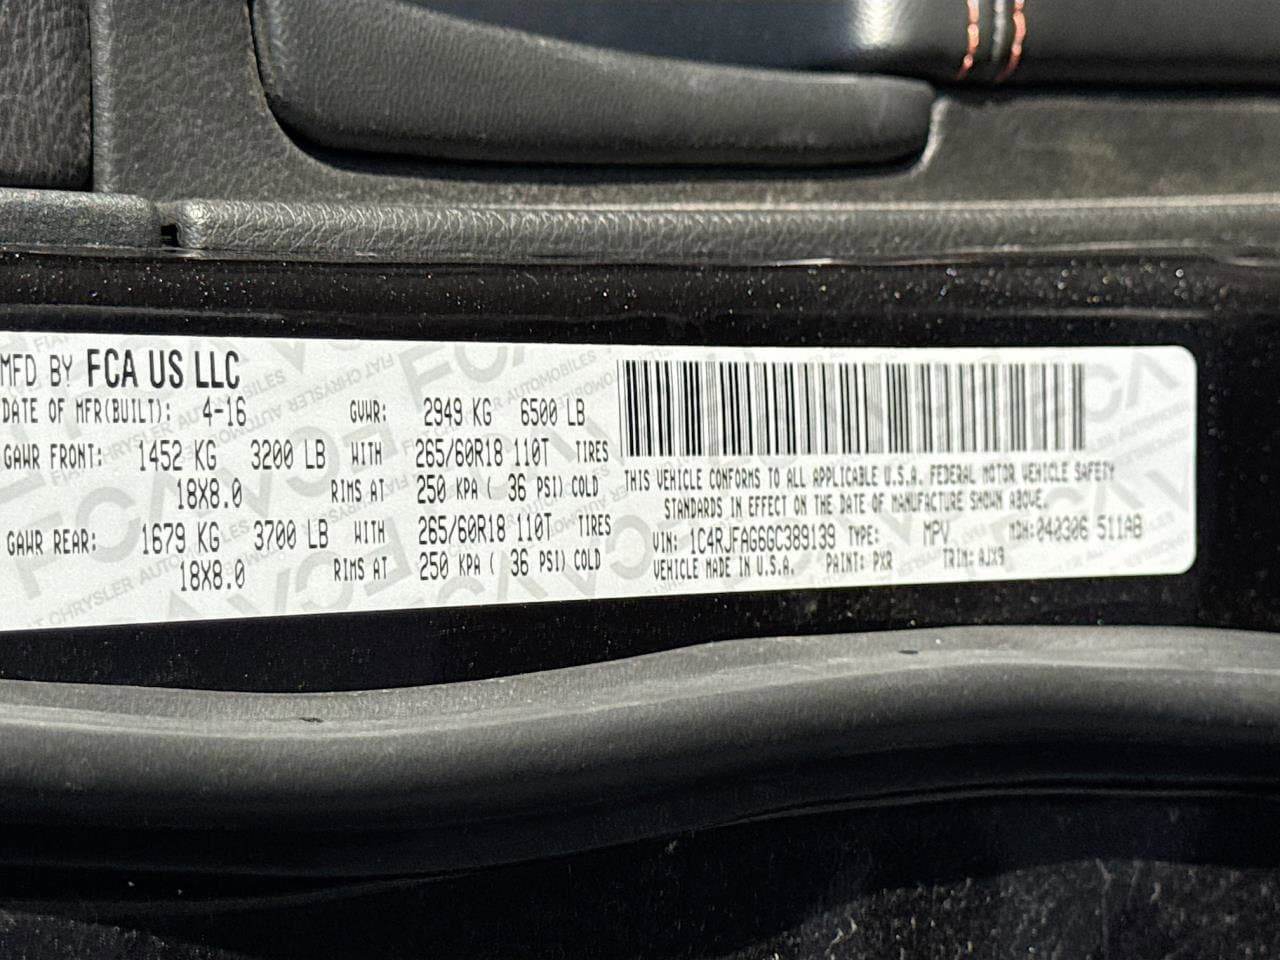 MFD BY FCA US LLC
DATE OF MFR(BUILT): 4-16 GVWR: 2949 KG 6500 LB
GAWR FRONT: 1452 KG 3200 LB WITH 265/60R18 110T TIRES
18X8.0 RIMS AT 250 KPA ( 36 PSI) COLD
GAWR REAR: 1679 KG 3700 LB WITH 265/60R18 110T TIRES
18X8.0 RIMS AT 250 KPA ( 36 PSI) COLD
THIS VEHICLE CONFORMS TO ALL APPLICABLE U.S.A. FEDERAL MOTOR VEHICLE SAFETY
STANDARDS IN EFFECT ON THE DATE OF MANUFACTURE SHOWN ABOVE.
VIN: 1C4RJFAG6GC389139 TYPE: MPV MDH: 040306 511AB
VEHICLE MADE IN U.S.A. PAINT: PXR TRIM: AJX9